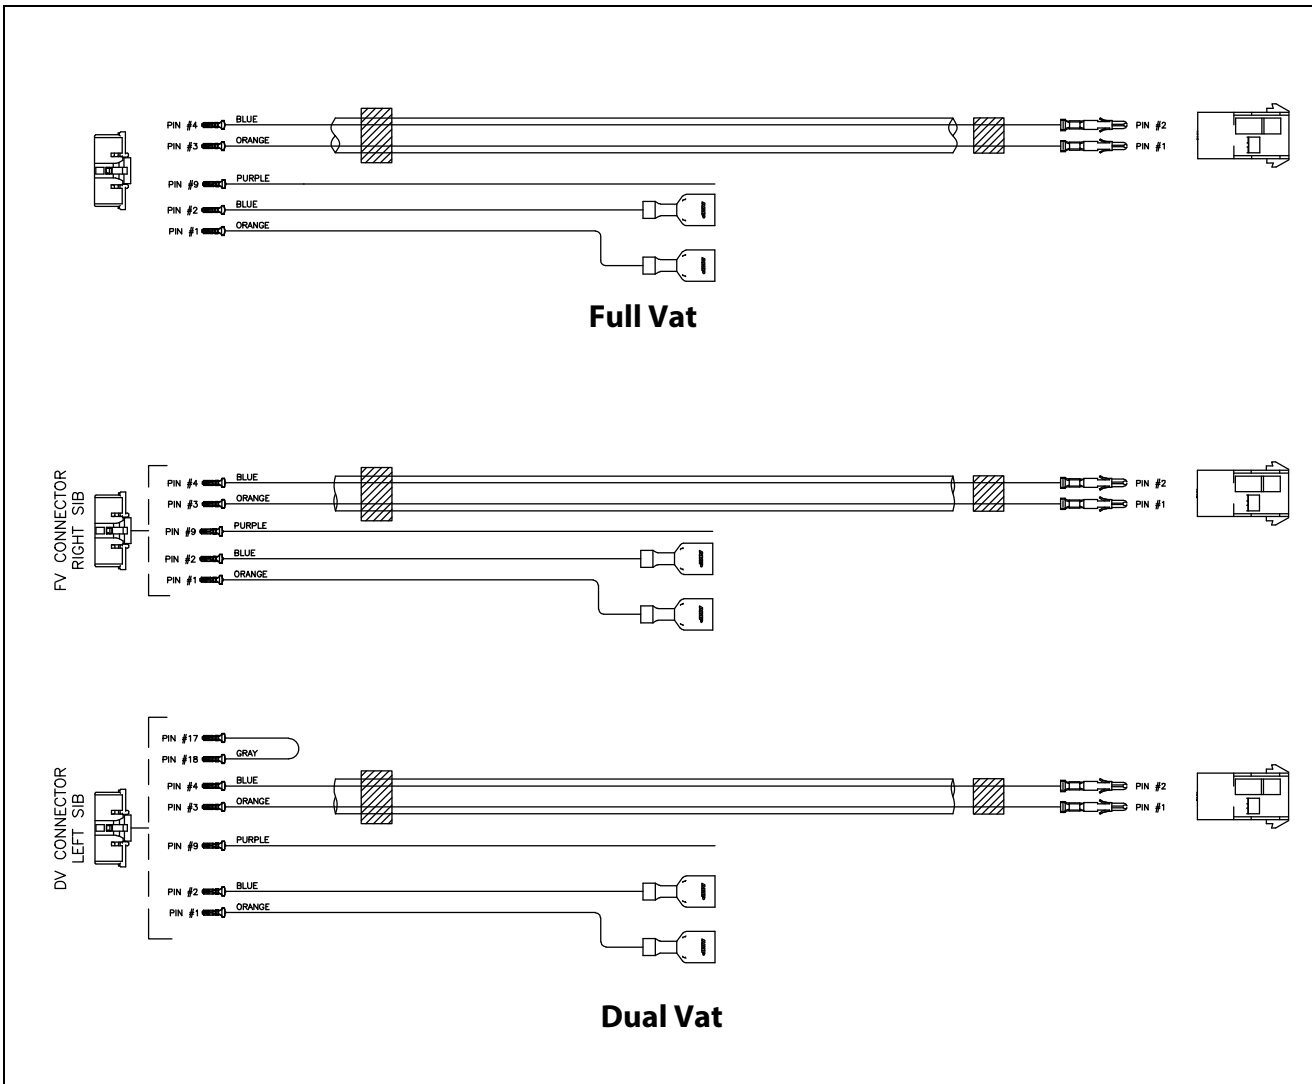 PIN #4 BLUE PIN #2
PIN #3 ORANGE PIN #1
PIN #9 PURPLE
PIN #2 BLUE
PIN #1 ORANGE
Full Vat
FV CONNECTOR
RIGHT SIB
PIN #4 BLUE PIN #2
PIN #3 ORANGE PIN #1
PIN #9 PURPLE
PIN #2 BLUE
PIN #1 ORANGE
DV CONNECTOR
LEFT SIB
PIN #17
PIN #18 GRAY
PIN #4 BLUE PIN #2
PIN #3 ORANGE PIN #1
PIN #9 PURPLE
PIN #2 BLUE
PIN #1 ORANGE
Dual Vat